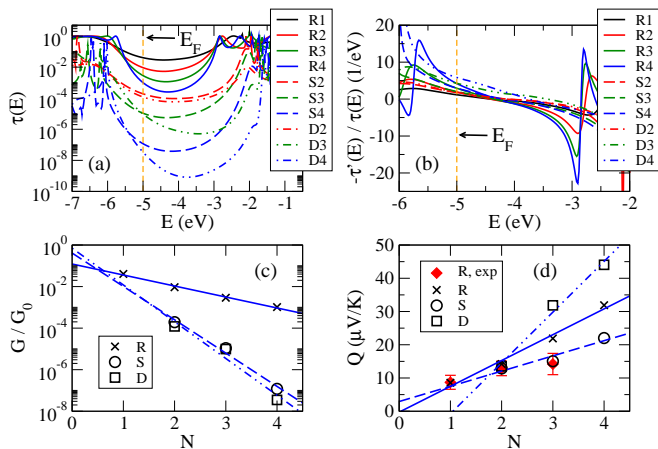 10^0
10^-2
10^-4
10^-6
10^-8
10^-10
τ(E)
-7 -6 -5 -4 -3 -2 -1
E (eV)
(a)
E_F
R1
R2
R3
R4
S2
S3
S4
D2
D3
D4
20
10
0
-10
-20
-τ'(E) / τ(E) (1/eV)
-6 -5 -4 -3 -2
E (eV)
(b)
E_F
R1
R2
R3
R4
S2
S3
S4
D2
D3
D4
10^0
10^-2
10^-4
10^-6
10^-8
G / G_0
0 1 2 3 4
N
(c)
R
S
D
50
40
30
20
10
0
Q (μV/K)
0 1 2 3 4
N
(d)
R, exp
R
S
D